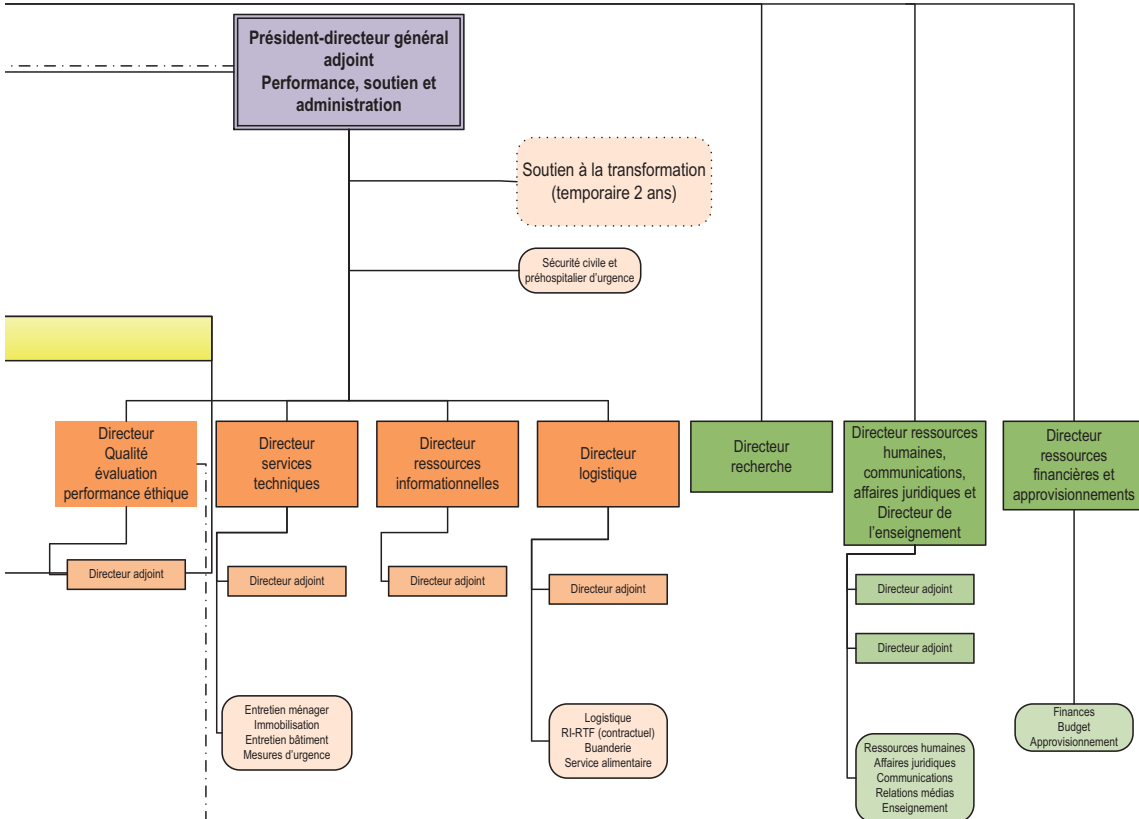 Président-directeur général
adjoint
Performance, soutien et
administration
Soutien à la transformation
(temporaire 2 ans)
Sécurité civile et
préhospitalier d’urgence
Directeur
Qualité
évaluation
performance éthique
Directeur
services
techniques
Directeur
ressources
informationnelles
Directeur
logistique
Directeur
recherche
Directeur ressources
humaines,
communications,
affaires juridiques et
Directeur de
l’enseignement
Directeur
ressources
financières et
approvisionnements
Directeur adjoint
Directeur adjoint
Directeur adjoint
Directeur adjoint
Directeur adjoint
Directeur adjoint
Entretien ménager
Immobilisation
Entretien bâtiment
Mesures d’urgence
Logistique
RI-RTF (contractuel)
Buanderie
Service alimentaire
Ressources humaines
Affaires juridiques
Communications
Relations médias
Enseignement
Finances
Budget
Approvisionnement